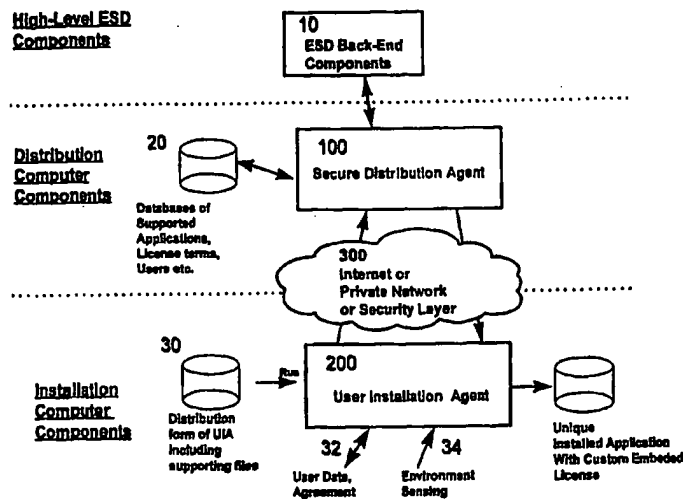 High-Level ESD
Components
10
ESD Back-End
Components
Distribution
Computer
Components
20
Databases of
Supported
Applications,
License terms,
Users etc.
100
Secure Distribution Agent
300
Internet or
Private Network
or Security Layer
Installation
Computer
Components
30
Distribution
form of UIA
including
supporting files
Run
200
User Installation Agent
32
User Data,
Agreement
34
Environment
Sensing
Unique
Installed Application
With Custom Embeded
License